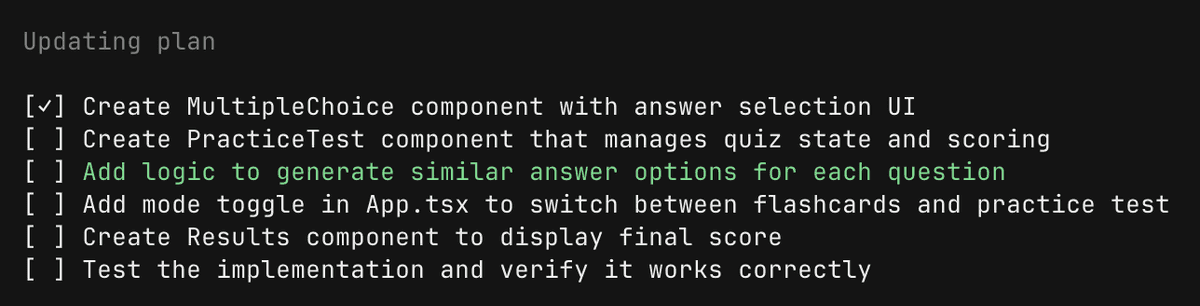 Updating plan
[✓] Create MultipleChoice component with answer selection UI
[ ] Create PracticeTest component that manages quiz state and scoring
[ ] Add logic to generate similar answer options for each question
[ ] Add mode toggle in App.tsx to switch between flashcards and practice test
[ ] Create Results component to display final score
[ ] Test the implementation and verify it works correctly